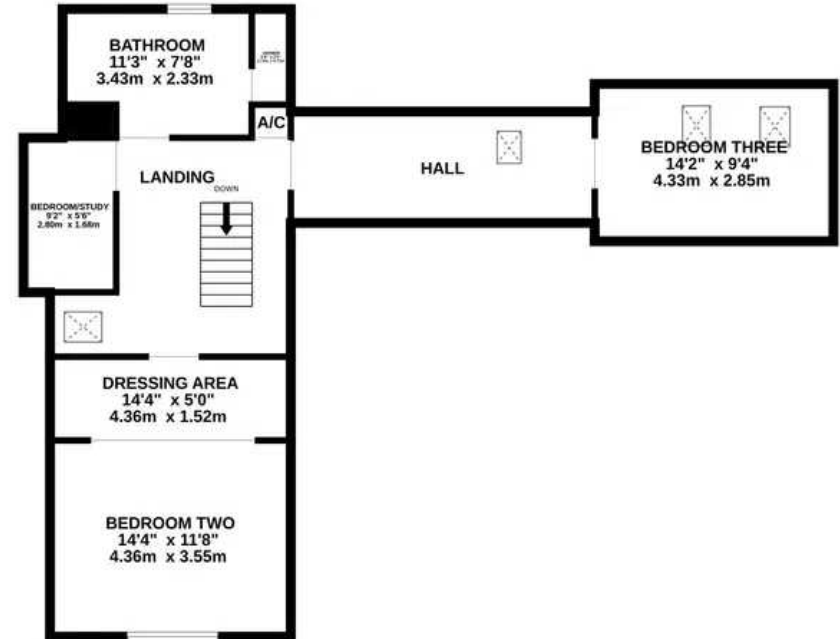 BATHROOM
11'3" x 7'8"
3.43m x 2.33m
A/C
BEDROOM THREE
14'2" x 9'4"
4.33m x 2.85m
HALL
LANDING
DOWN
BEDROOM/STUDY
9'2" x 5'6"
2.80m x 1.68m
DRESSING AREA
14'4" x 5'0"
4.36m x 1.52m
BEDROOM TWO
14'4" x 11'8"
4.36m x 3.55m